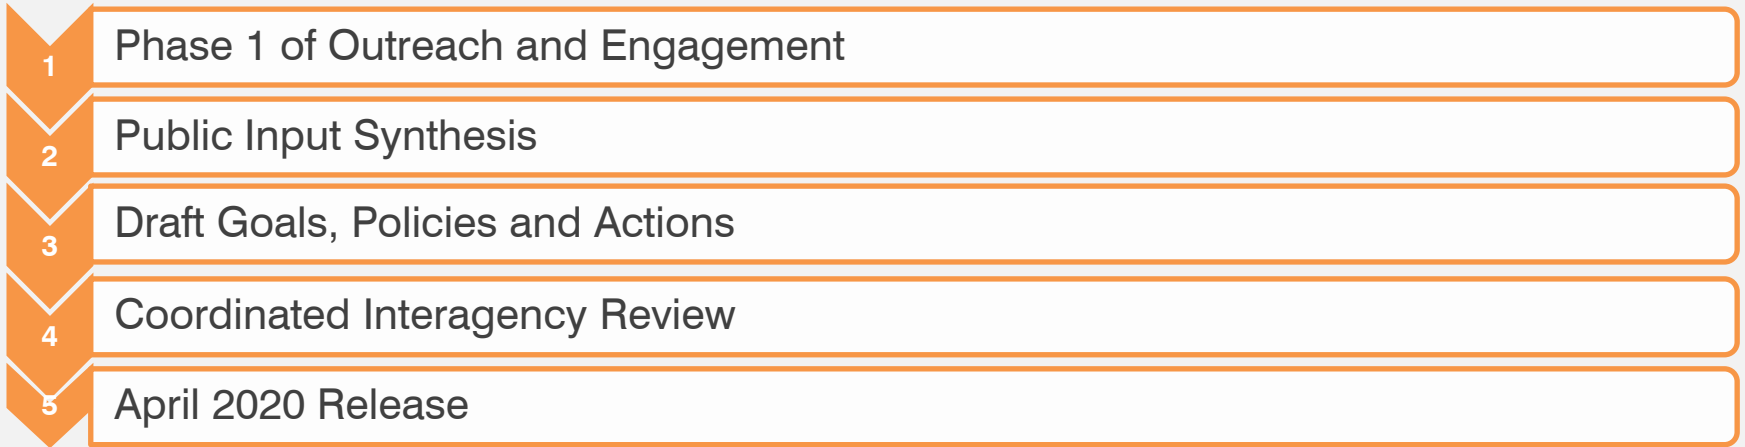 1
Phase 1 of Outreach and Engagement
2
Public Input Synthesis
3
Draft Goals, Policies and Actions
4
Coordinated Interagency Review
5
April 2020 Release